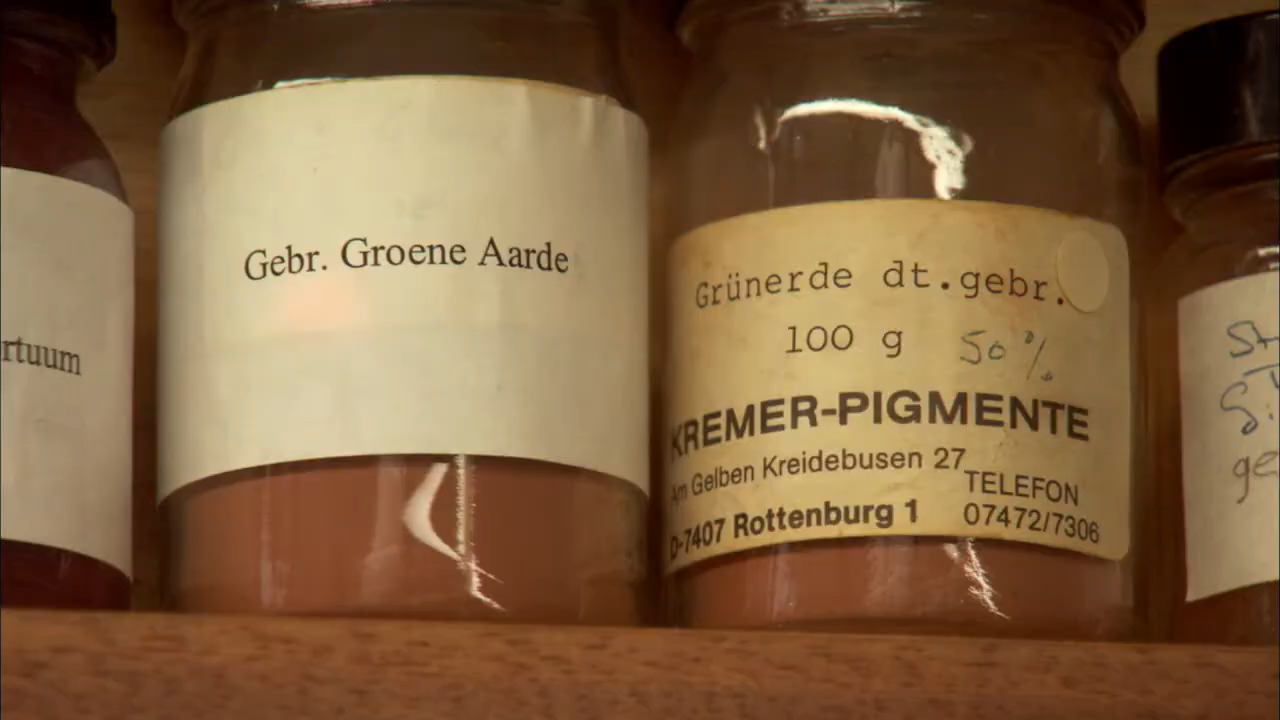 rtuum
Gebr. Groene Aarde
Grünerde dt.gebr.
100 g 50%
KREMER-PIGMENTE
Am Gelben Kreidebusen 27
TELEFON
D-7407 Rottenburg 1
07472/7306